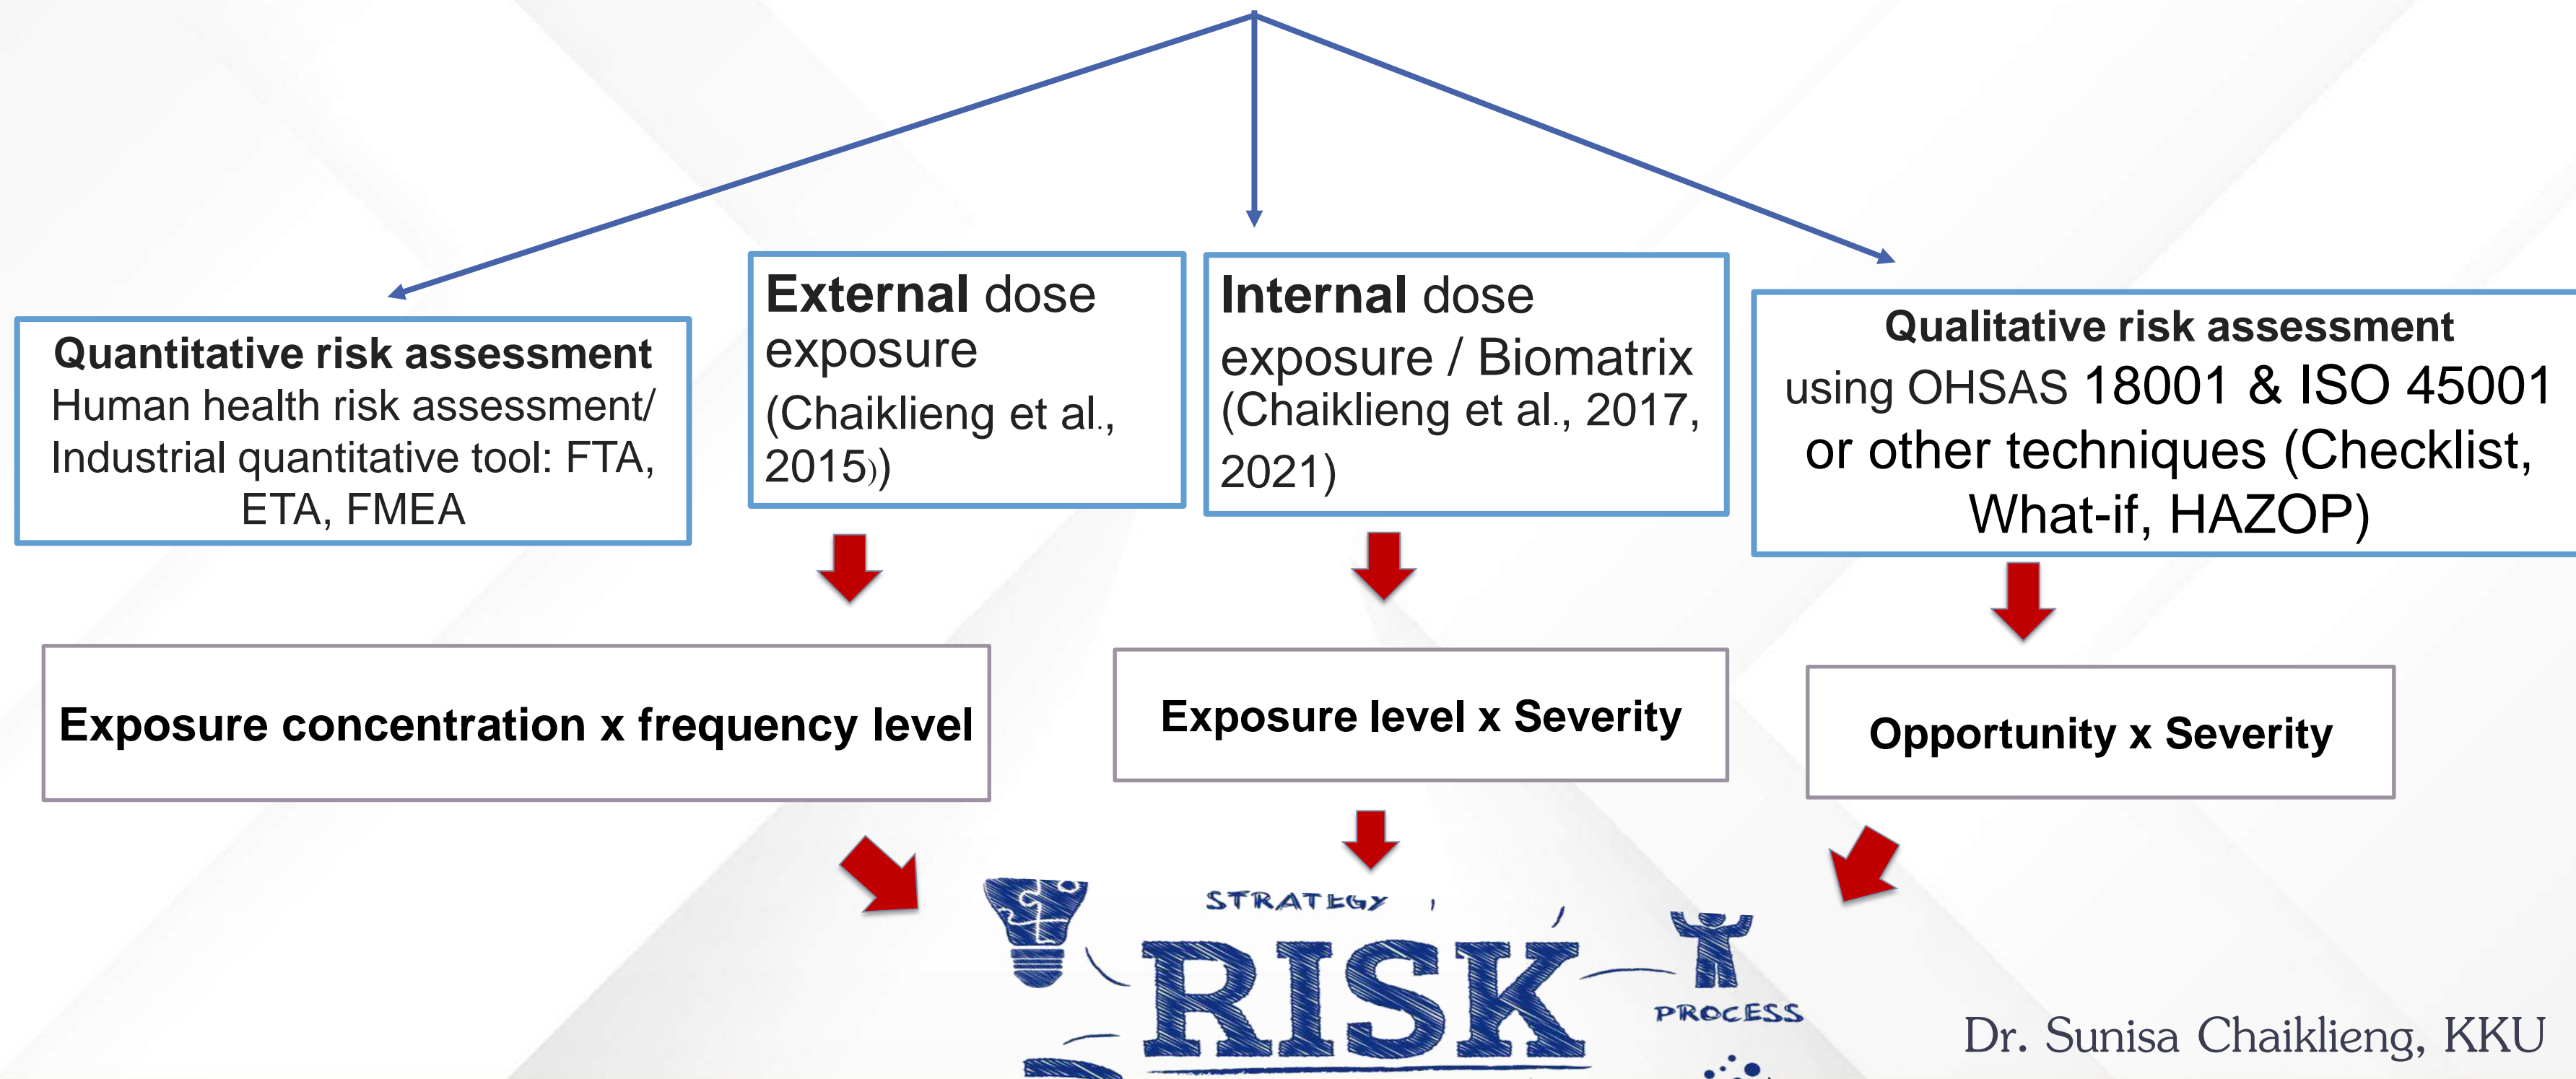 Quantitative risk assessment
Human health risk assessment/
Industrial quantitative tool: FTA,
ETA, FMEA
External dose
exposure
(Chaiklieng et al.,
2015))
Internal dose
exposure / Biomatrix
(Chaiklieng et al., 2017,
2021)
Qualitative risk assessment
using OHSAS 18001 & ISO 45001
or other techniques (Checklist,
What-if, HAZOP)
Exposure concentration x frequency level
Exposure level x Severity
Opportunity x Severity
STRATEGY
RISK
PROCESS
Dr. Sunisa Chaiklieng, KKU